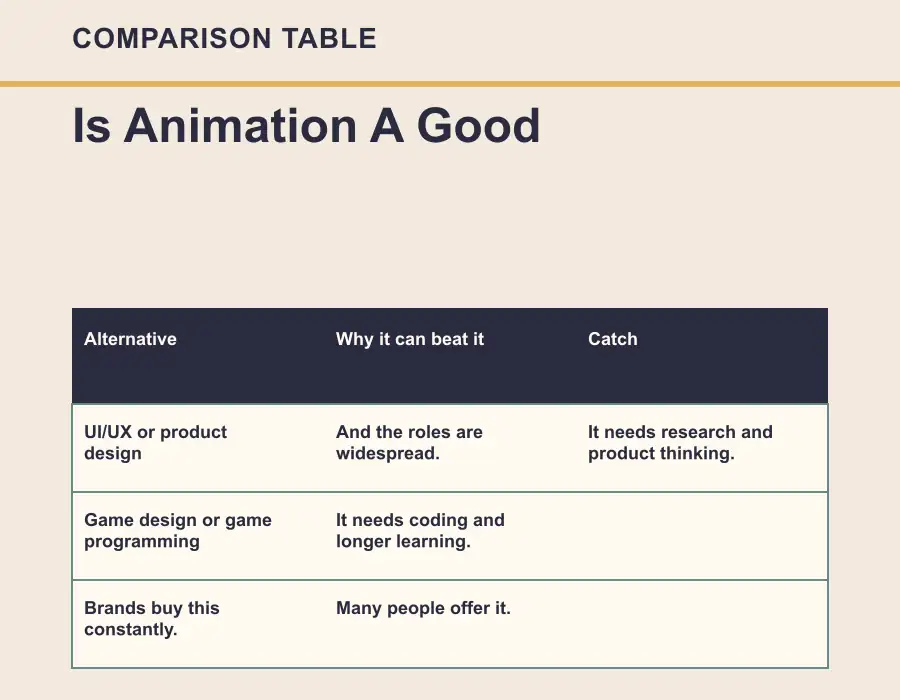 COMPARISON TABLE
Is Animation A Good
Alternative Why it can beat it Catch
UI/UX or product And the roles are It needs research and
design widespread. product thinking.
Game design or game It needs coding and
programming longer learning.
Brands buy this Many people offer it.
constantly.